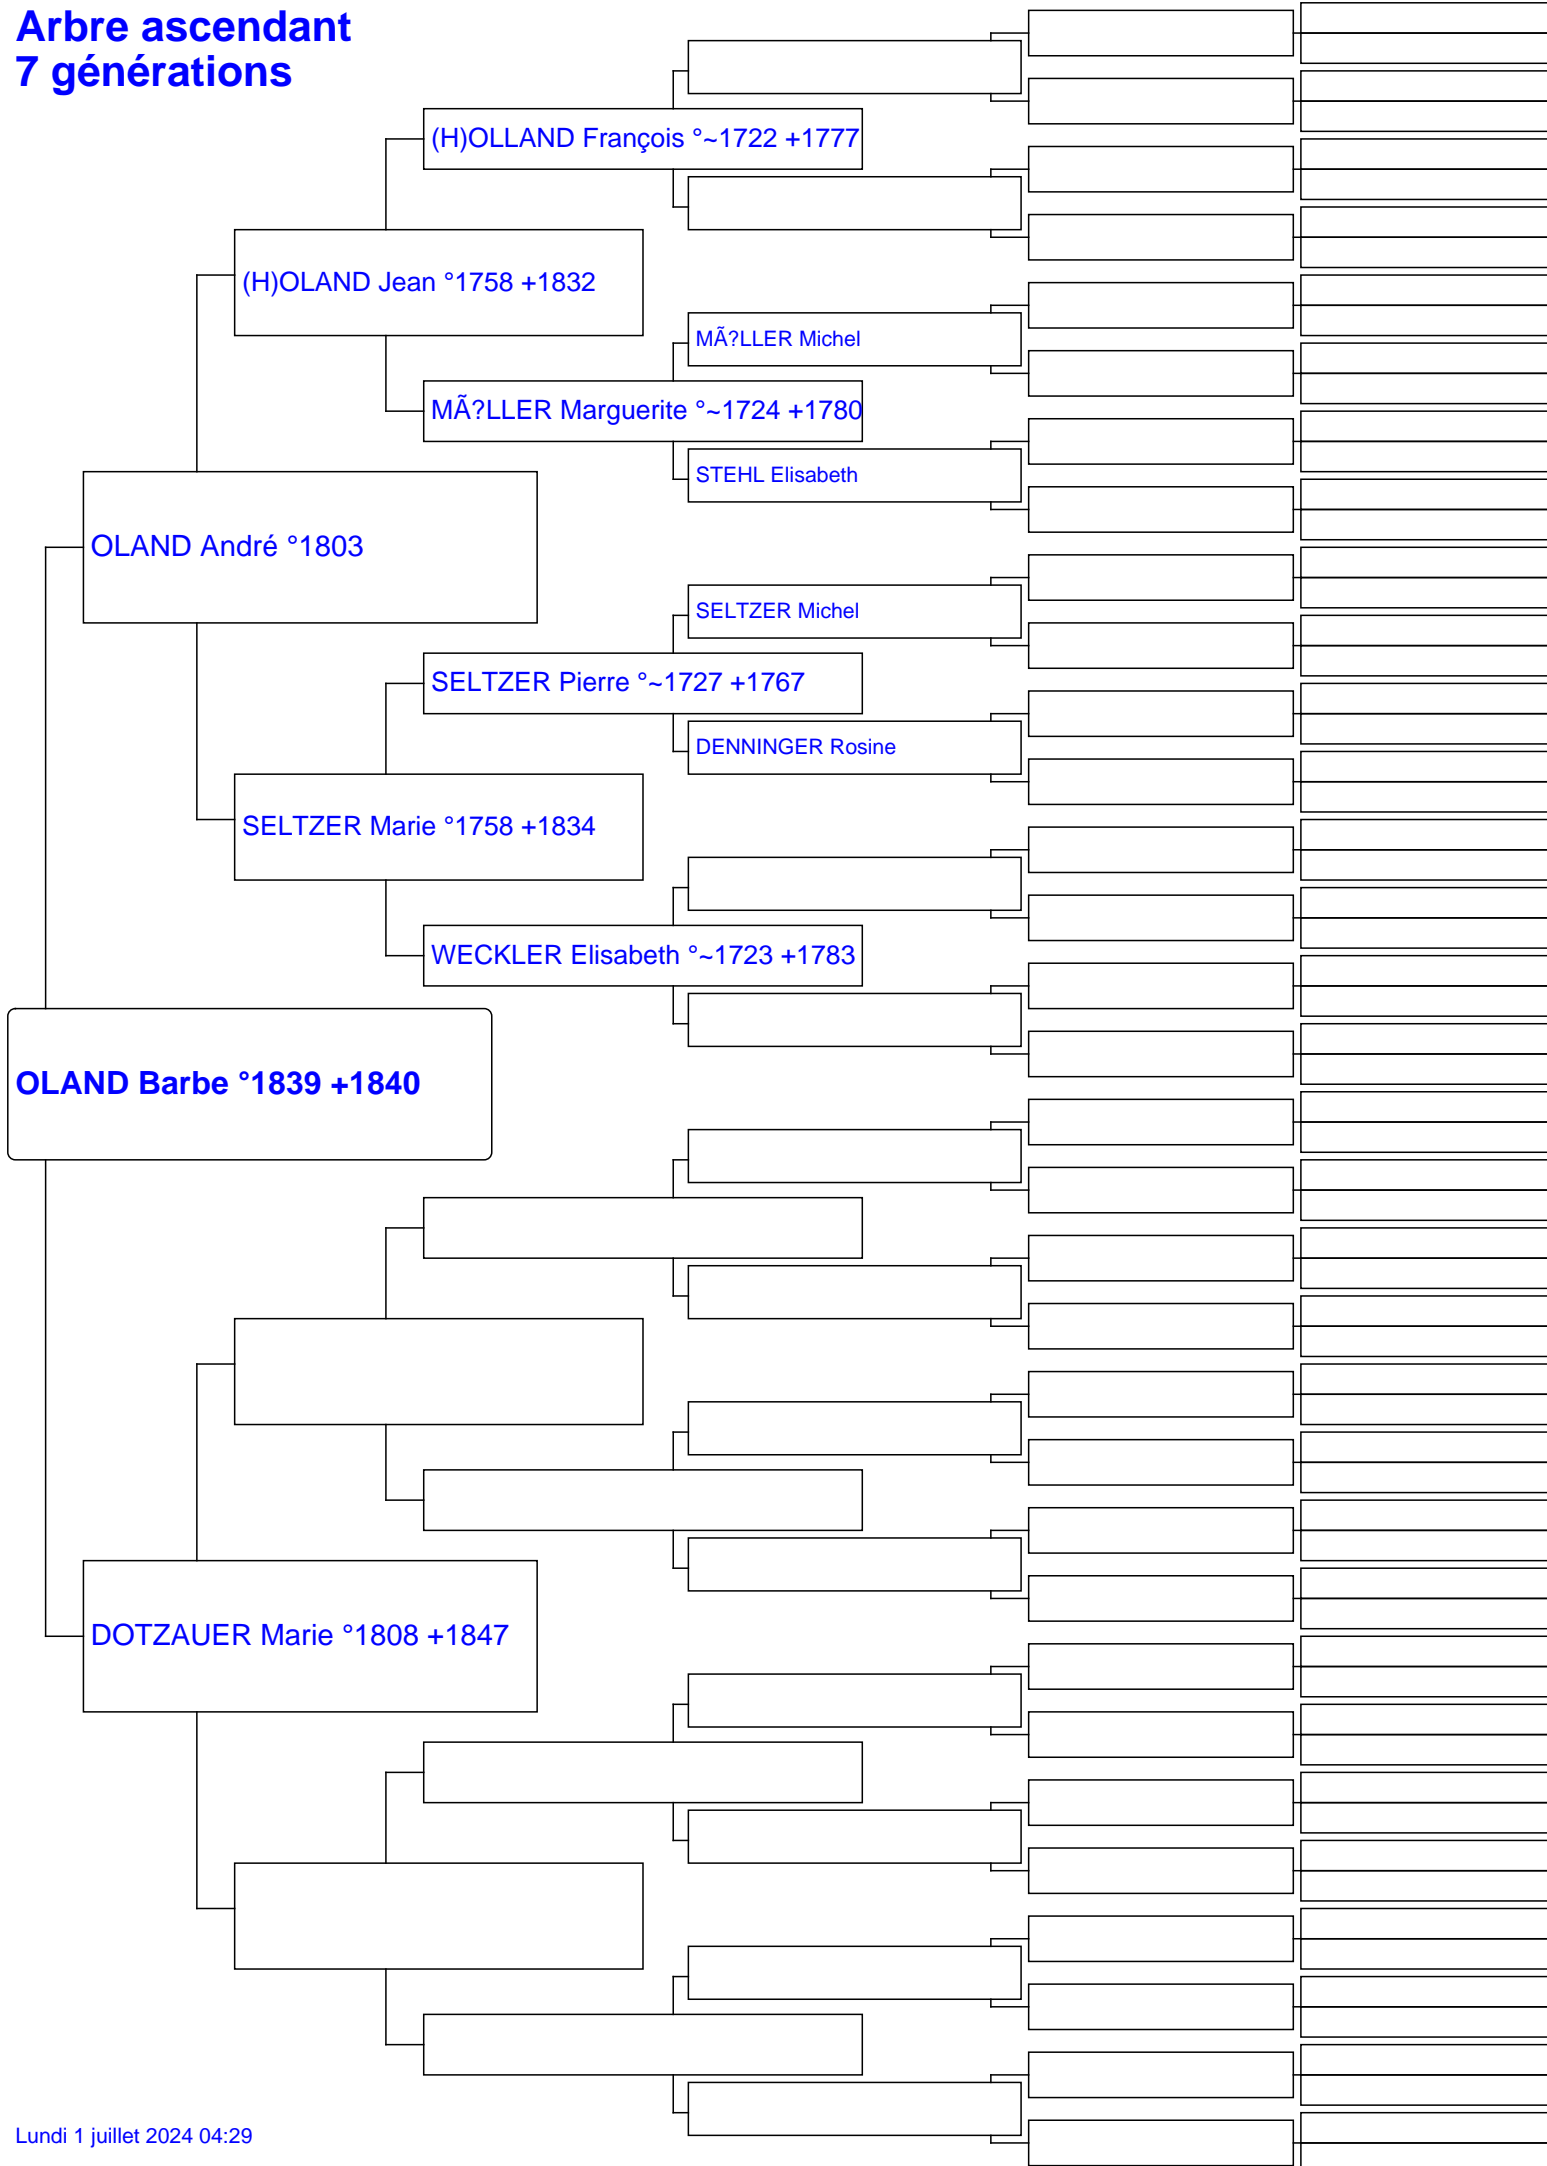 Arbre ascendant
7 générations
(H)OLLAND François °~1722 +1777
(H)OLAND Jean °1758 +1832
MÃ?LLER Michel
MÃ?LLER Marguerite °~1724 +1780
STEHL Elisabeth
OLAND André °1803
SELTZER Michel
SELTZER Pierre °~1727 +1767
DENNINGER Rosine
SELTZER Marie °1758 +1834
WECKLER Elisabeth °~1723 +1783
OLAND Barbe °1839 +1840
DOTZAUER Marie °1808 +1847
Lundi 1 juillet 2024 04:29